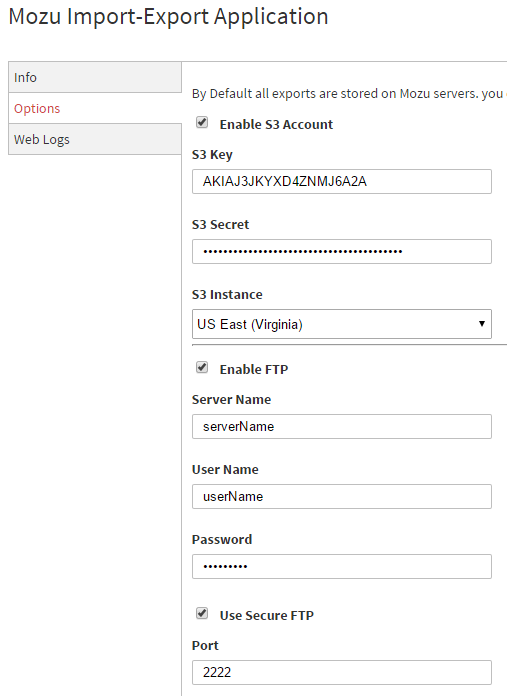 Mozu Import-Export Application
Info
Options
Web Logs
By Default all exports are stored on Mozu servers. you
Enable S3 Account
S3 Key
AKIAJ3JKYXD4ZNMJ6A2A
S3 Secret
••••••••••••••••••••••••••••••••••••••••
S3 Instance
US East (Virginia)
Enable FTP
Server Name
serverName
User Name
userName
Password
•••••••••
Use Secure FTP
Port
2222